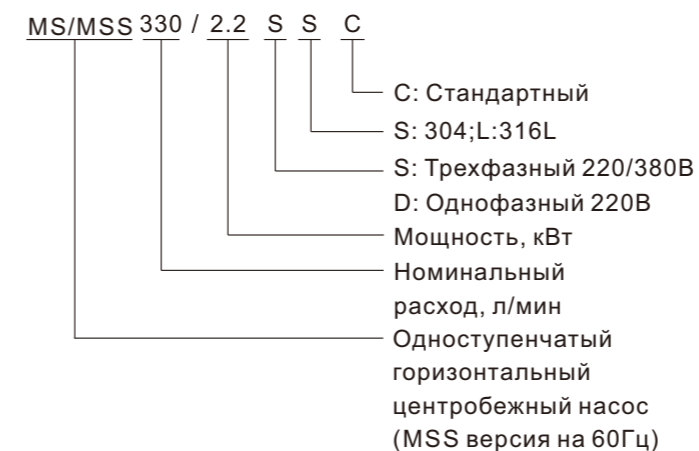 MS/MSS 330 / 2.2 S S C
C: Стандартный
S: 304;L:316L
S: Трехфазный 220/380В
D: Однофазный 220В
Мощность, кВт
Номинальный
расход, л/мин
Одноступенчатый
горизонтальный
центробежный насос
(MSS версия на 60Гц)